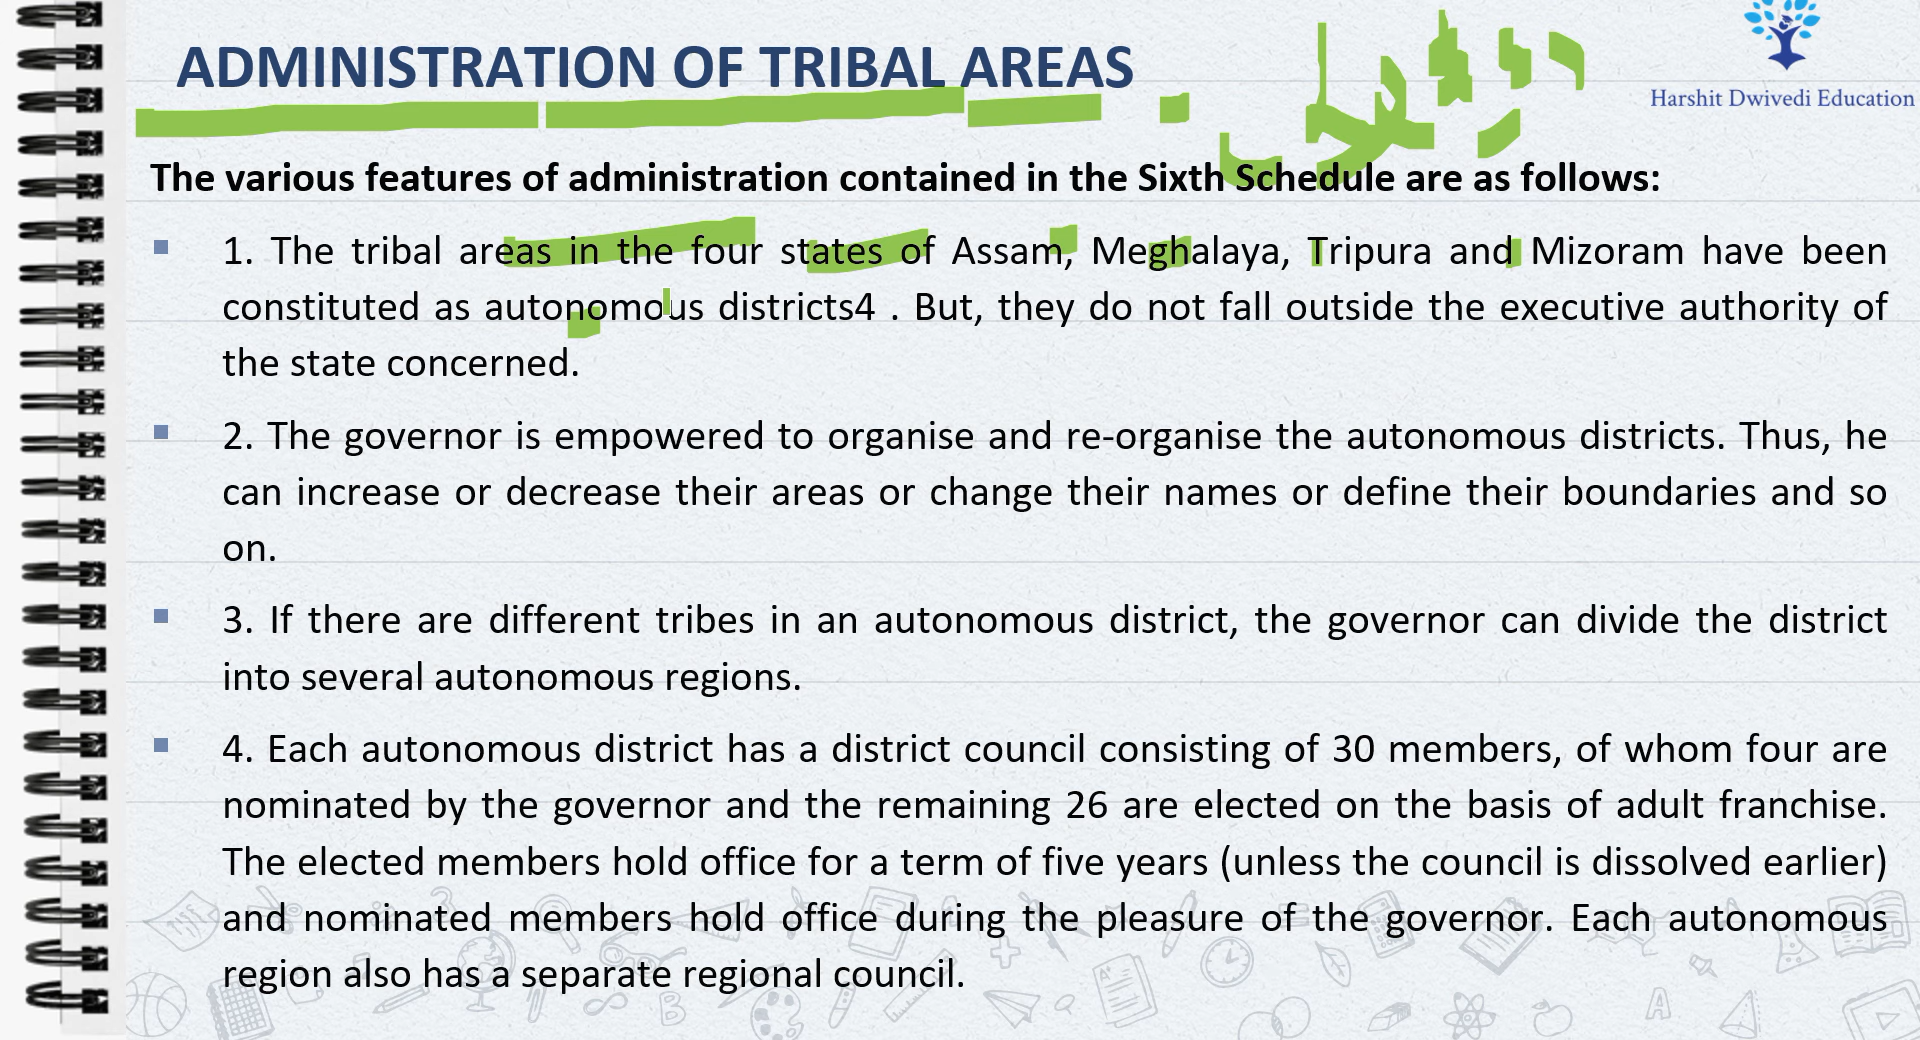 ADMINISTRATION OF TRIBAL AREAS
Harshit Dwivedi Education
The various features of administration contained in the Sixth Schedule are as follows:
1. The tribal areas in the four states of Assam, Meghalaya, Tripura and Mizoram have been
constituted as autonomous districts4 . But, they do not fall outside the executive authority of
the state concerned.
2. The governor is empowered to organise and re-organise the autonomous districts. Thus, he
can increase or decrease their areas or change their names or define their boundaries and so
on.
3. If there are different tribes in an autonomous district, the governor can divide the district
into several autonomous regions.
4. Each autonomous district has a district council consisting of 30 members, of whom four are
nominated by the governor and the remaining 26 are elected on the basis of adult franchise.
The elected members hold office for a term of five years (unless the council is dissolved earlier)
and nominated members hold office during the pleasure of the governor. Each autonomous
region also has a separate regional council.